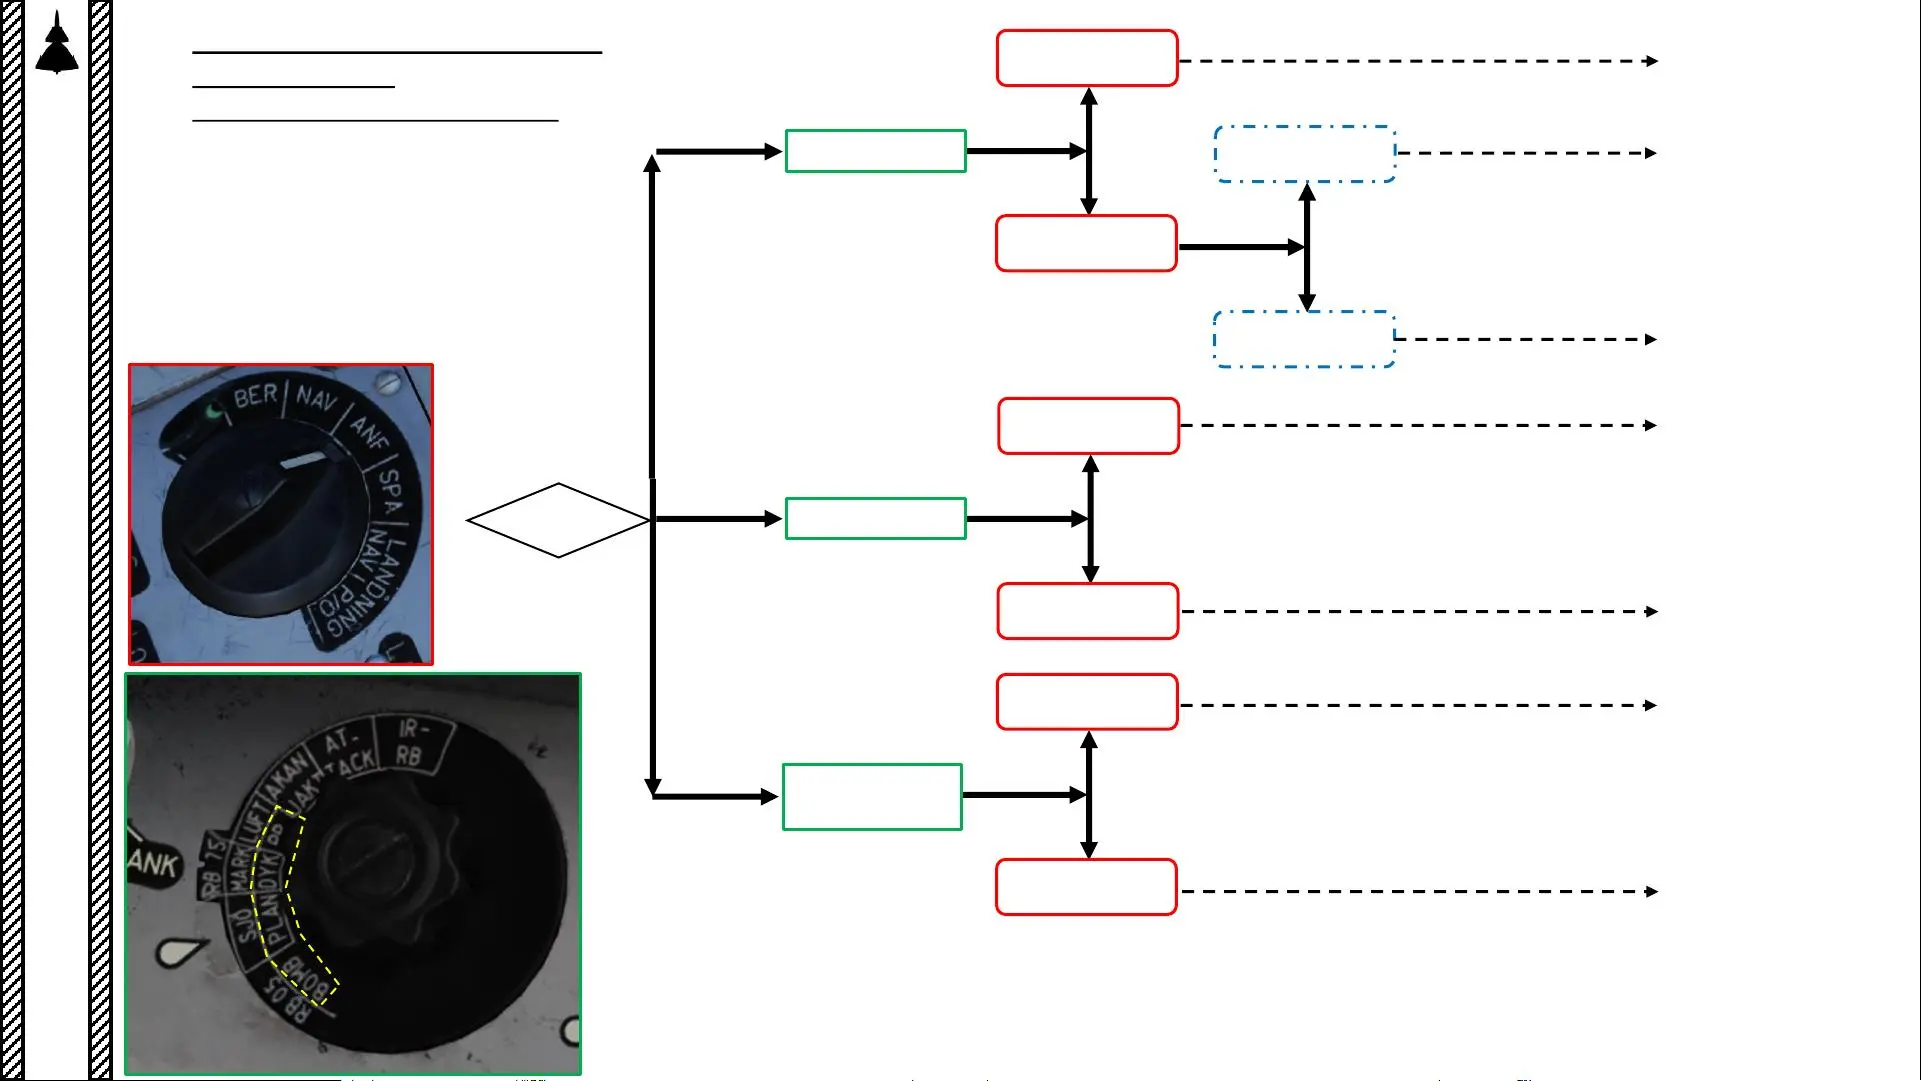 BER
NAV
ANF
SPA
LANDNING
NAV I P/O
IR-
RB
AT-
TACK
AKAN
JAKT
LUFT
RB 75
MARK
DYK
SJÖ
PLAN
BOMB
RB 05
ANK